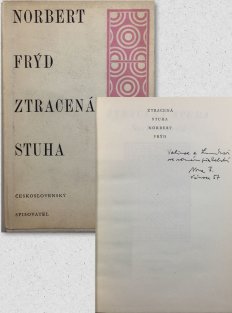 NORBERT
FRÝD
ZTRACENÁ
STUHA
ČESKOSLOVENSKÝ
SPISOVATEL
ZTRACENÁ
STUHA
NORBERT
FRÝD